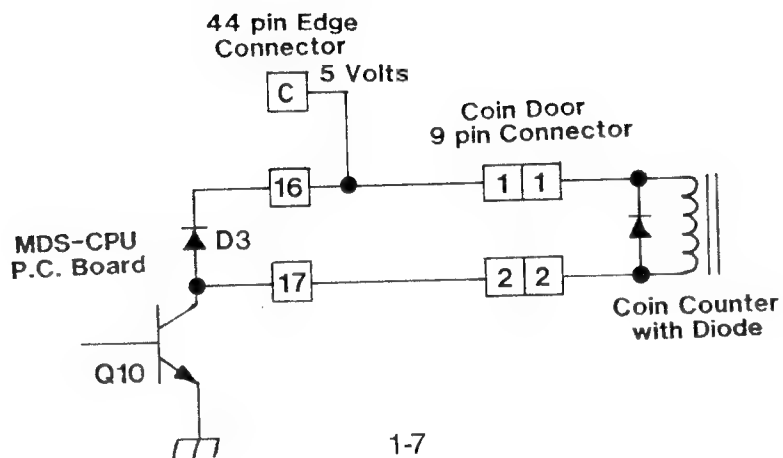 44 pin Edge
Connector
5 Volts
C
Coin Door
9 pin Connector
16
1 1
MDS-CPU
P.C. Board
D3
17
2 2
Coin Counter
with Diode
Q10
1-7